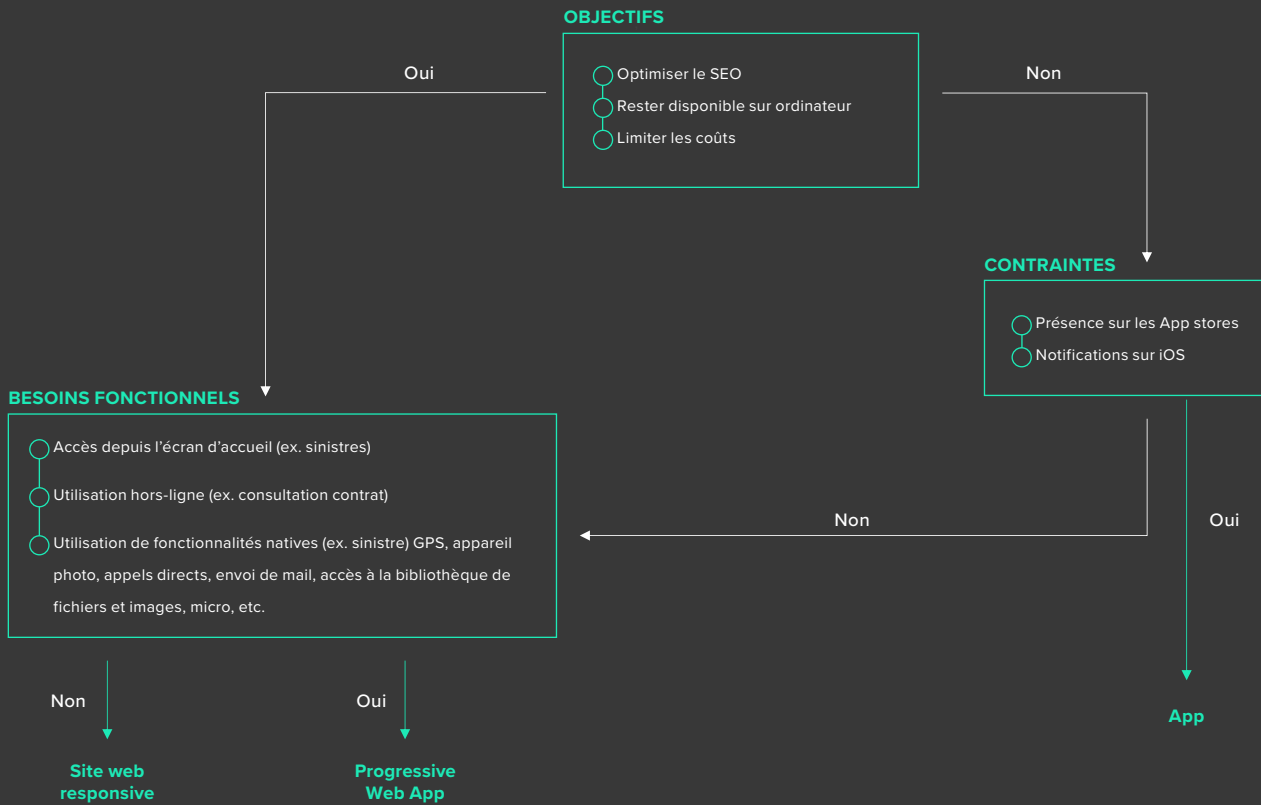 OBJECTIFS
Oui
Non
Optimiser le SEO
Rester disponible sur ordinateur
Limiter les coûts
CONTRAINTES
Présence sur les App stores
Notifications sur iOS
BESOINS FONCTIONNELS
Accès depuis l’écran d’accueil (ex. sinistres)
Utilisation hors-ligne (ex. consultation contrat)
Utilisation de fonctionnalités natives (ex. sinistre) GPS, appareil
photo, appels directs, envoi de mail, accès à la bibliothèque de
fichiers et images, micro, etc.
Non
Oui
Non
Oui
App
Site web
responsive
Progressive
Web App